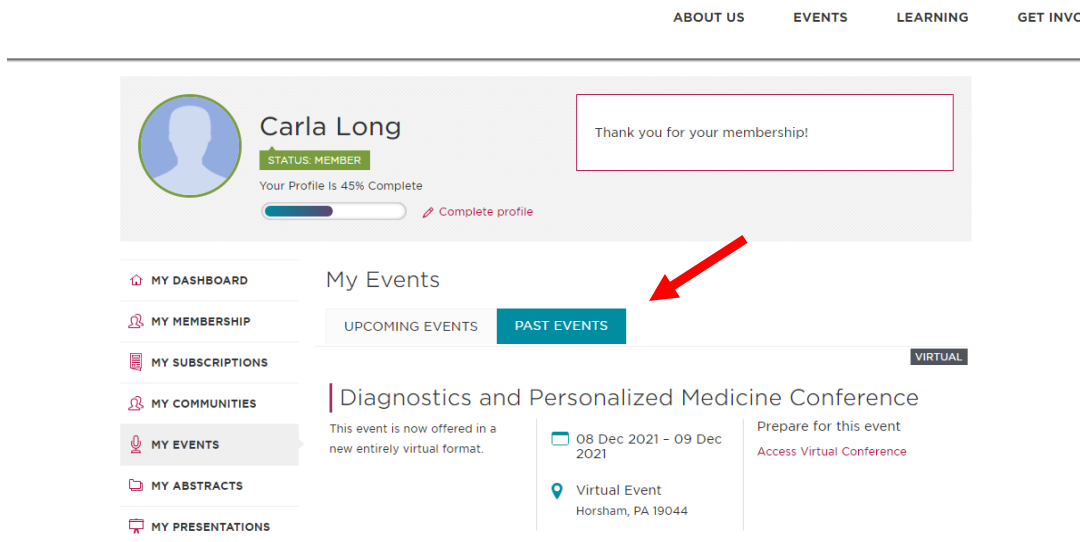 ABOUT US EVENTS LEARNING GET INVO
Carla Long
STATUS: MEMBER
Your Profile Is 45% Complete
Complete profile
Thank you for your membership!
MY DASHBOARD
MY MEMBERSHIP
MY SUBSCRIPTIONS
MY COMMUNITIES
MY EVENTS
MY ABSTRACTS
MY PRESENTATIONS
My Events
UPCOMING EVENTS PAST EVENTS
VIRTUAL
Diagnostics and Personalized Medicine Conference
This event is now offered in a
new entirely virtual format.
08 Dec 2021 – 09 Dec
2021
Virtual Event
Horsham, PA 19044
Prepare for this event
Access Virtual Conference